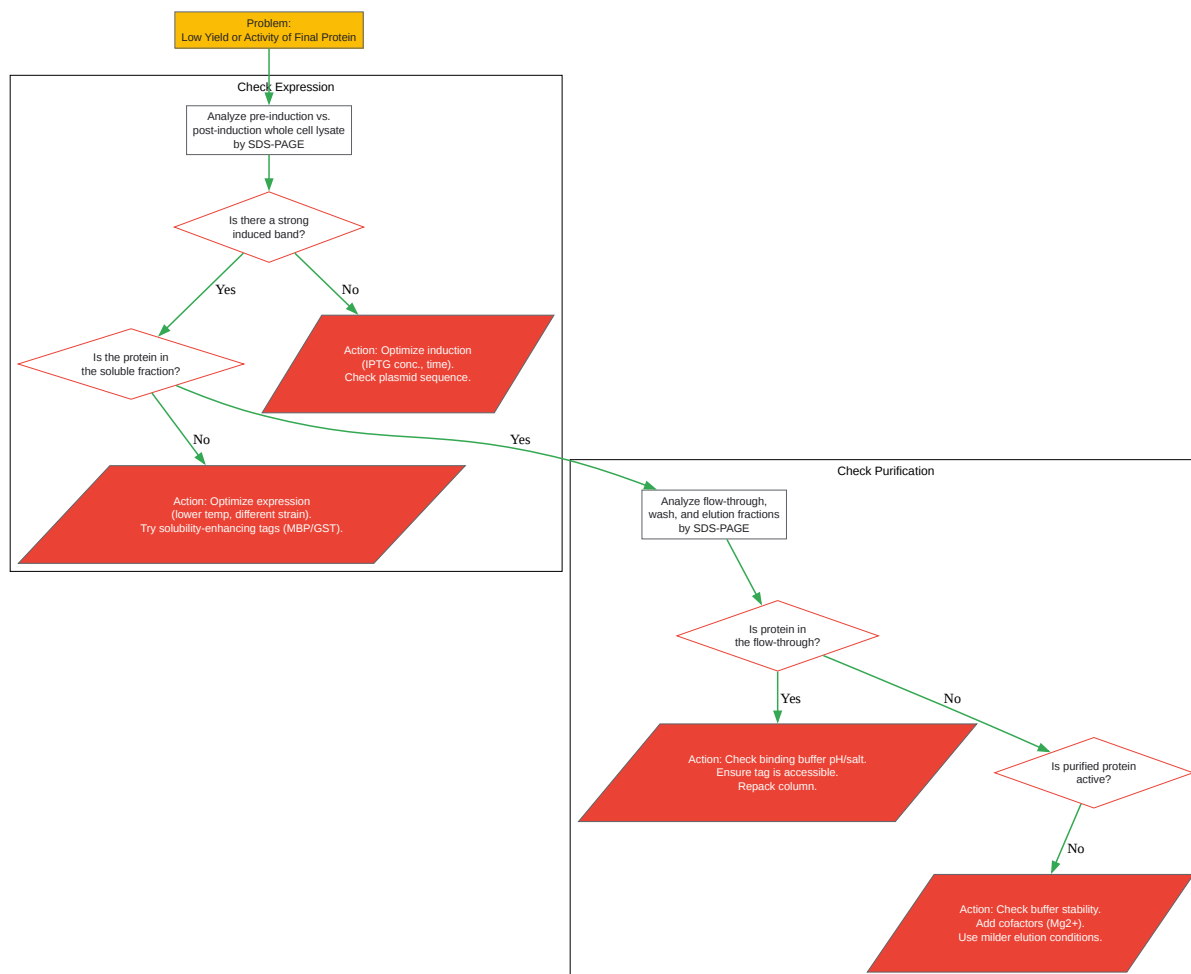 Problem:
Low Yield or Activity of Final Protein
Check Expression
Analyze pre-induction vs.
post-induction whole cell lysate
by SDS-PAGE
Is there a strong
induced band?
Yes
No
Action: Optimize induction
(IPTG conc., time).
Check plasmid sequence.
Is the protein in
the soluble fraction?
No
Yes
Action: Optimize expression
(lower temp, different strain).
Try solubility-enhancing tags (MBP/GST).
Check Purification
Analyze flow-through,
wash, and elution fractions
by SDS-PAGE
Is protein in
the flow-through?
Yes
No
Action: Check binding buffer pH/salt.
Ensure tag is accessible.
Repack column.
Is purified protein
active?
No
Action: Check buffer stability.
Add cofactors (Mg2+).
Use milder elution conditions.